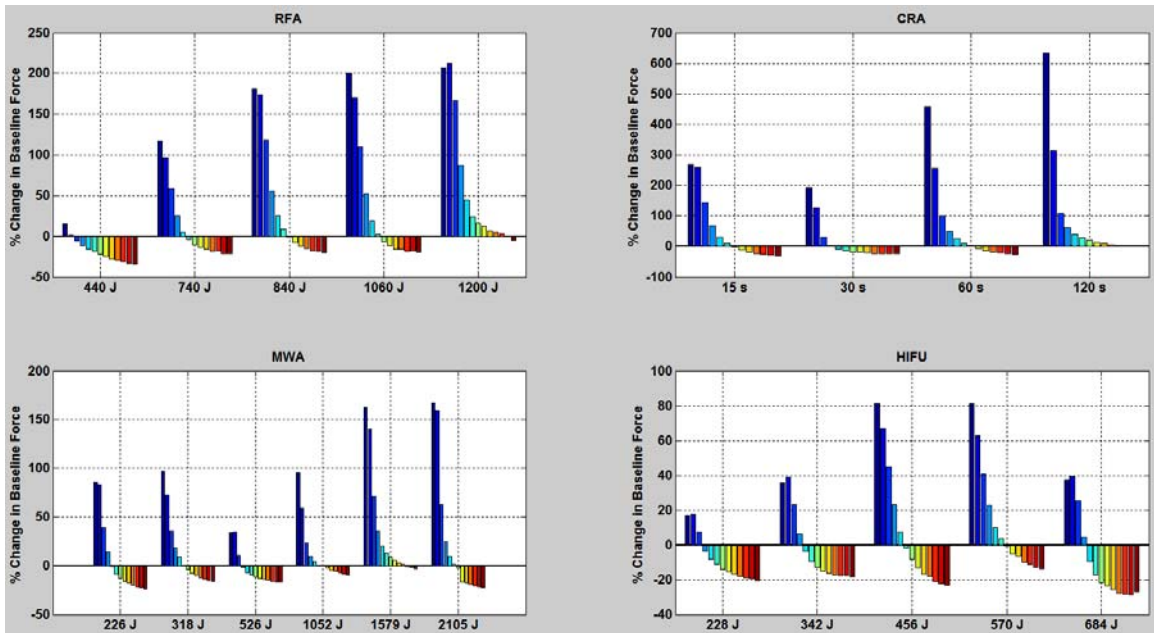 RFA
% Change in Baseline Force
250
200
150
100
50
0
-50
440 J 740 J 840 J 1060 J 1200 J
CRA
% Change in Baseline Force
700
600
500
400
300
200
100
0
-100
15 s 30 s 60 s 120 s
MWA
% Change in Baseline Force
200
150
100
50
0
-50
226 J 318 J 526 J 1052 J 1579 J 2105 J
HIFU
% Change in Baseline Force
100
80
60
40
20
0
-20
-40
228 J 342 J 456 J 570 J 684 J